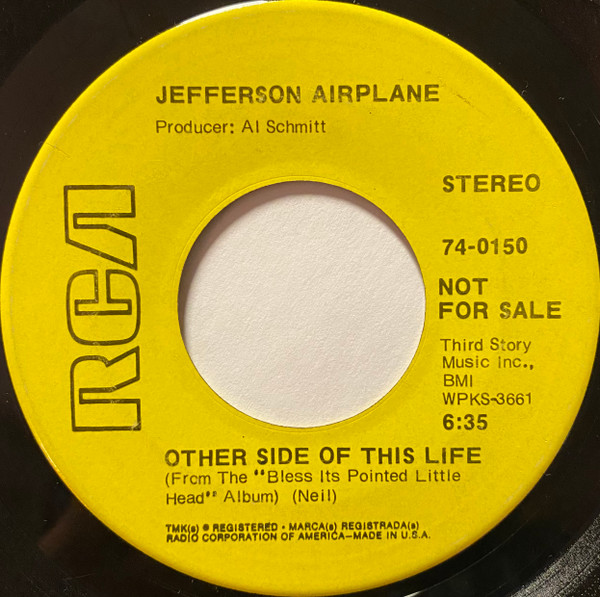 JEFFERSON AIRPLANE
Producer: Al Schmitt
RCA
STEREO
74-0150
NOT
FOR SALE
Third Story
Music Inc.,
BMI
WPKS-3661
6:35
OTHER SIDE OF THIS LIFE
(From The "Bless Its Pointed Little
Head" Album) (Neil)
TMK(s) ® REGISTERED • MARCA(s) REGISTRADA(s)
RADIO CORPORATION OF AMERICA—MADE IN U.S.A.